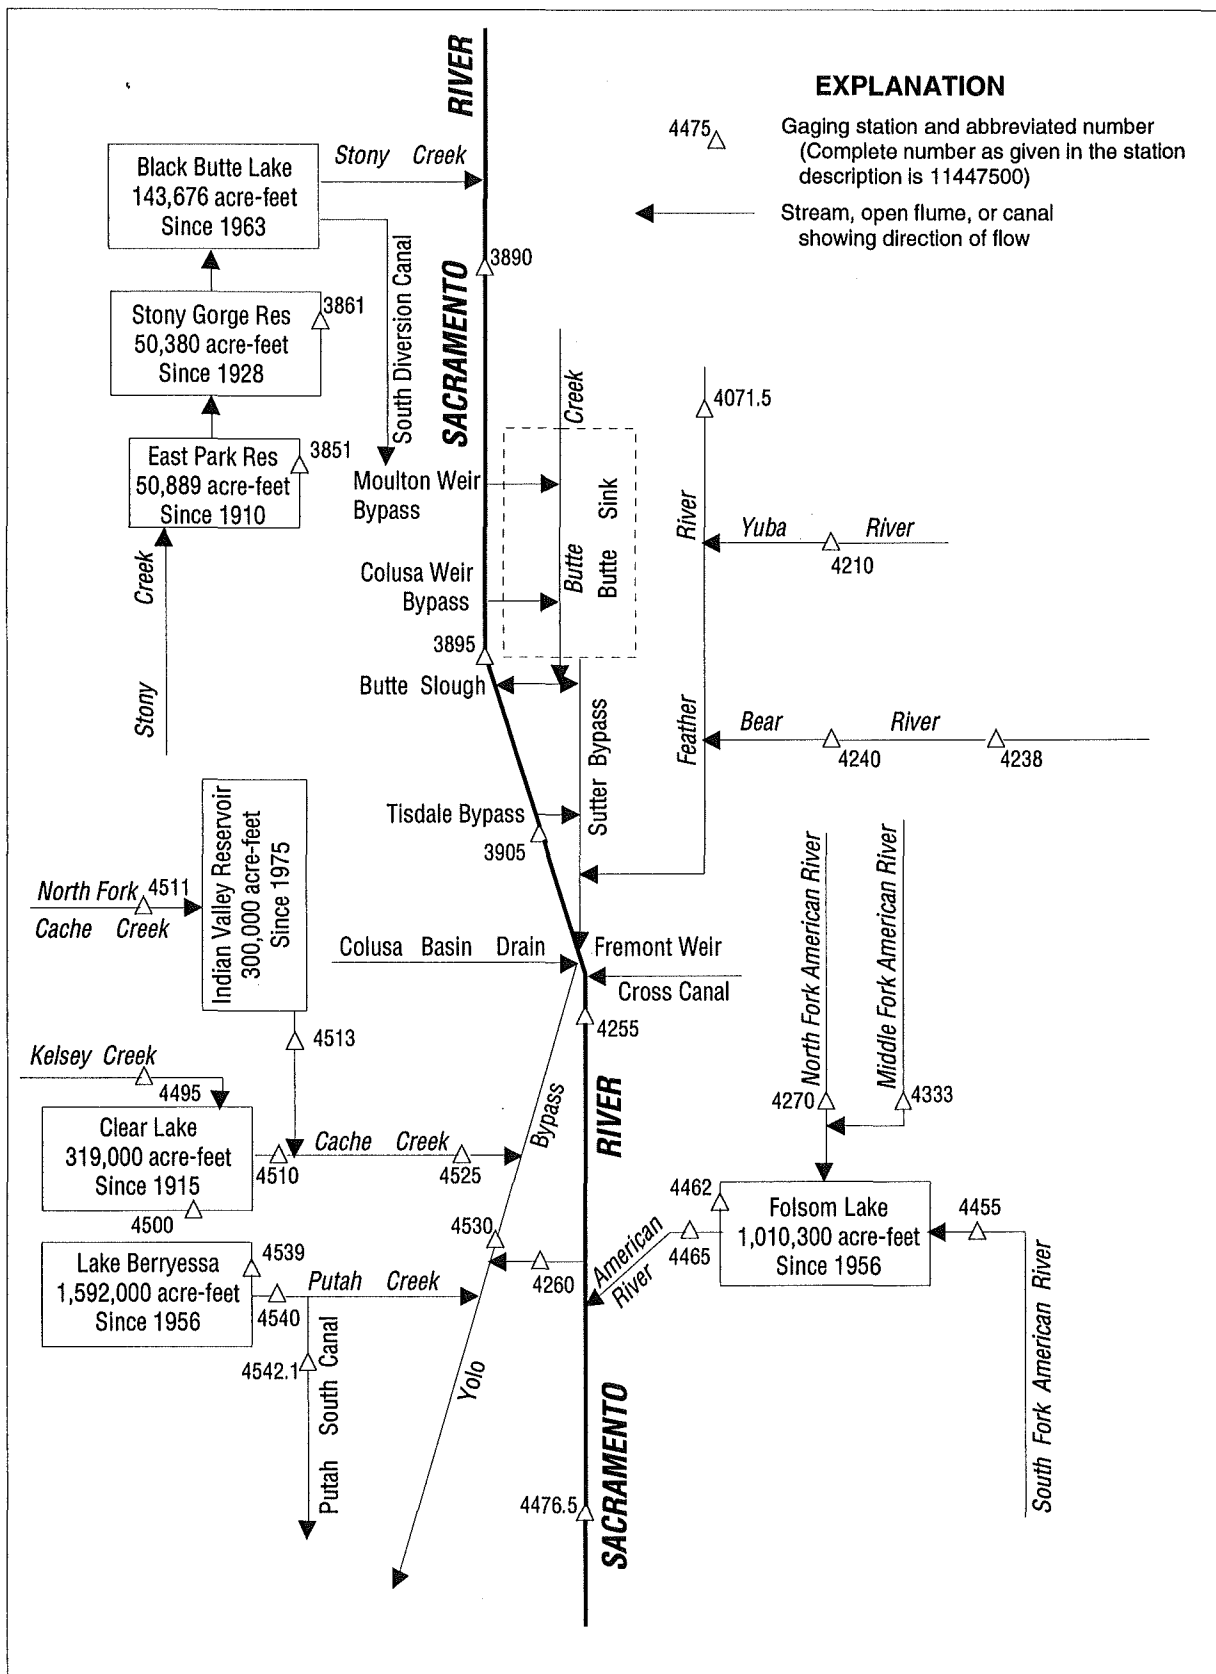 EXPLANATION
4475
Gaging station and abbreviated number
(Complete number as given in the station
description is 11447500)
Stream, open flume, or canal
showing direction of flow
RIVER
SACRAMENTO
Stony Creek
Black Butte Lake
143,676 acre-feet
Since 1963
South Diversion Canal
3890
3861
Stony Gorge Res
50,380 acre-feet
Since 1928
3851
East Park Res
50,889 acre-feet
Since 1910
Stony Creek
Moulton Weir
Bypass
Colusa Weir
Bypass
Butte Creek
Butte Sink
3895
Butte Slough
Sutter Bypass
Tisdale Bypass
3905
4071.5
Feather River
Yuba River
4210
Bear River
4240
4238
North Fork
Cache Creek
4511
Indian Valley Reservoir
300,000 acre-feet
Since 1975
4513
Colusa Basin Drain
Fremont Weir
Cross Canal
4255
Kelsey Creek
4495
Clear Lake
319,000 acre-feet
Since 1915
4500
4510
Cache Creek
4525
Yolo Bypass
RIVER
SACRAMENTO
North Fork American River
Middle Fork American River
4270
4333
4462
Folsom Lake
1,010,300 acre-feet
Since 1956
4465
4455
American
River
South Fork American River
4530
4260
4539
Lake Berryessa
1,592,000 acre-feet
Since 1956
4540
Putah Creek
4542.1
Putah South Canal
4476.5